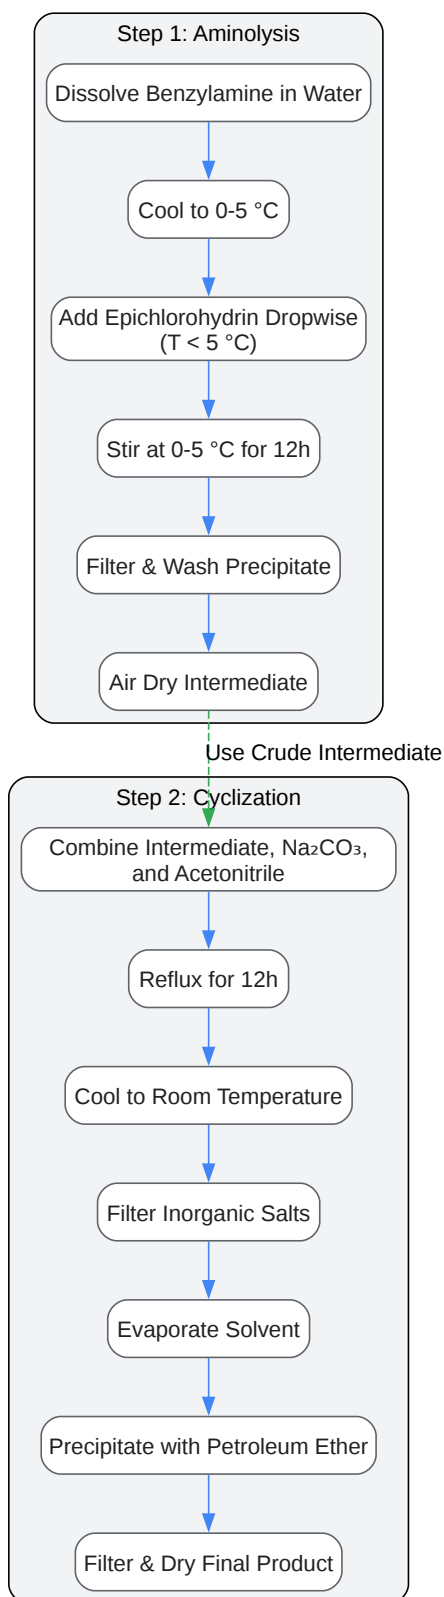 Step 1: Aminolysis
Dissolve Benzylamine in Water
Cool to 0-5 °C
Add Epichlorohydrin Dropwise
(T < 5 °C)
Stir at 0-5 °C for 12h
Filter & Wash Precipitate
Air Dry Intermediate
Use Crude Intermediate
Step 2: Cyclization
Combine Intermediate, Na₂CO₃,
and Acetonitrile
Reflux for 12h
Cool to Room Temperature
Filter Inorganic Salts
Evaporate Solvent
Precipitate with Petroleum Ether
Filter & Dry Final Product